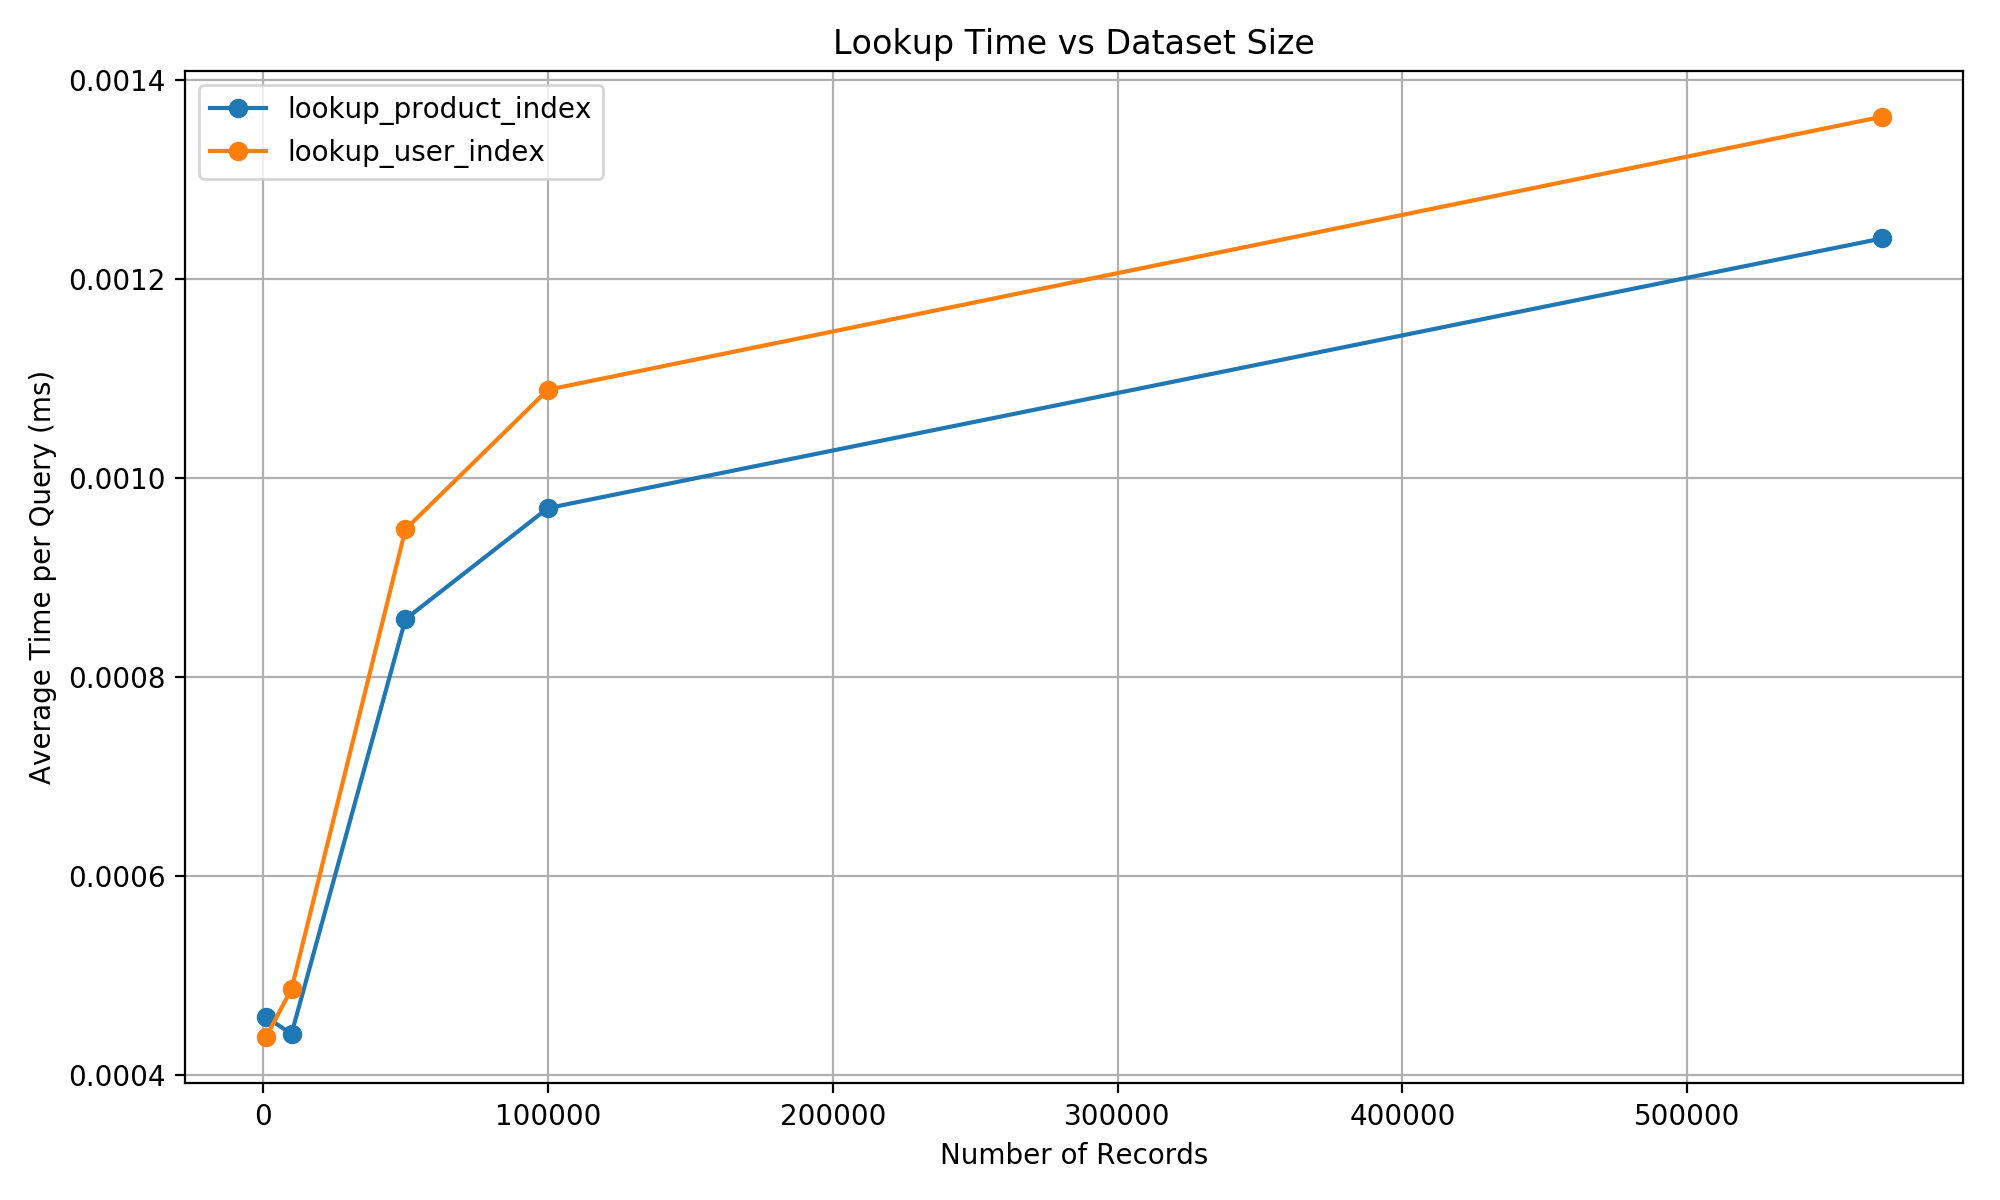 Lookup Time vs Dataset Size
lookup_product_index
lookup_user_index
0.0014
0.0012
0.0010
0.0008
0.0006
0.0004
Average Time per Query (ms)
0 100000 200000 300000 400000 500000
Number of Records